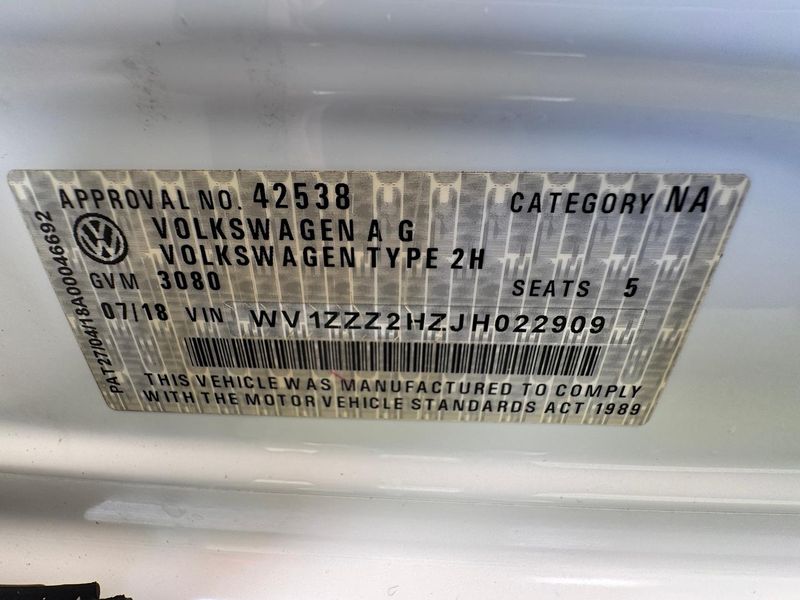 APPROVAL NO. 42538 CATEGORY NA
VOLKSWAGEN A G
VOLKSWAGEN TYPE 2H
GVM 3080 SEATS 5
07/18 VIN WV1ZZZ2HZJH022909
THIS VEHICLE WAS MANUFACTURED TO COMPLY
WITH THE MOTOR VEHICLE STANDARDS ACT 1989
PAT27/04/18A00046692